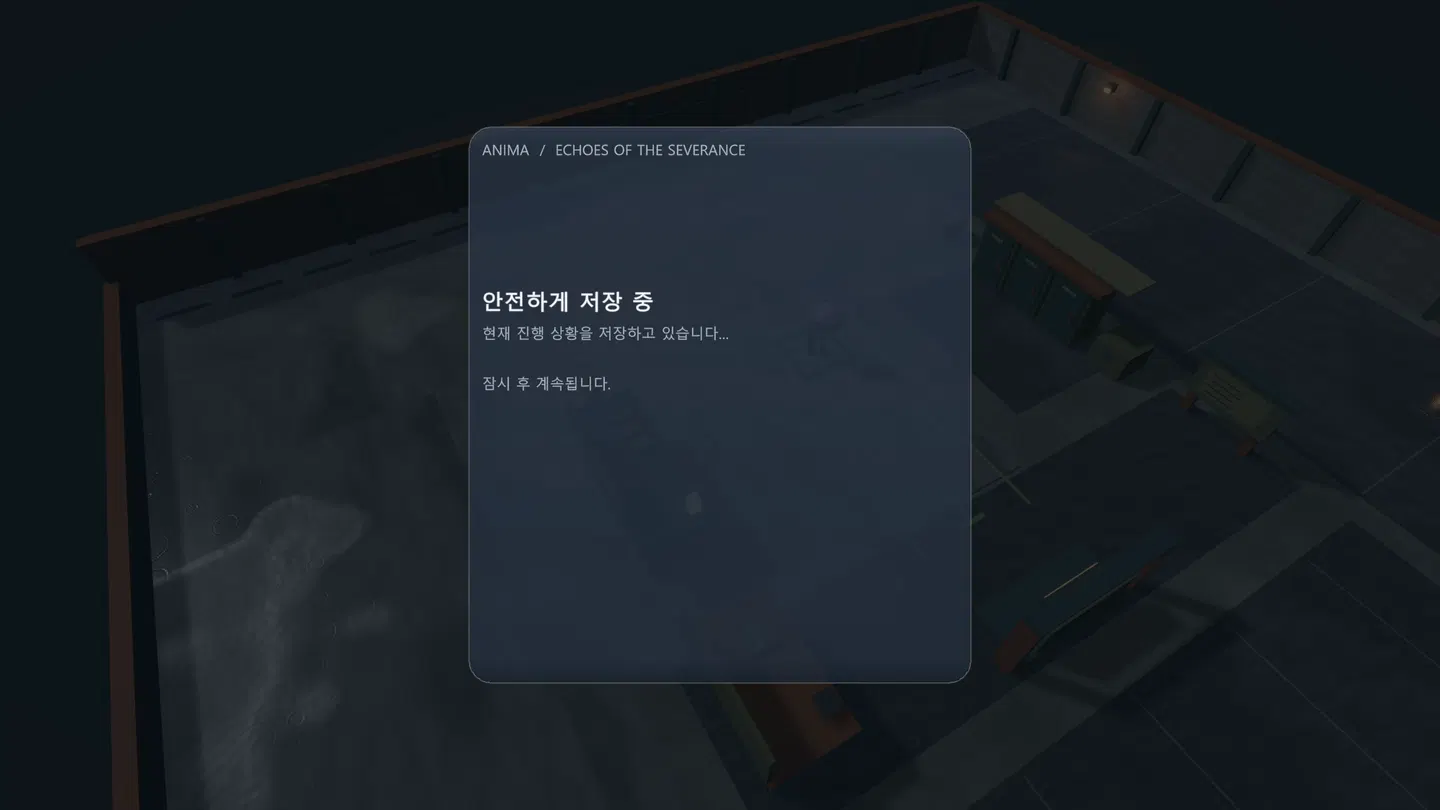 ANIMA / ECHOES OF THE SEVERANCE
안전하게 저장 중
현재 진행 상황을 저장하고 있습니다...
잠시 후 계속됩니다.